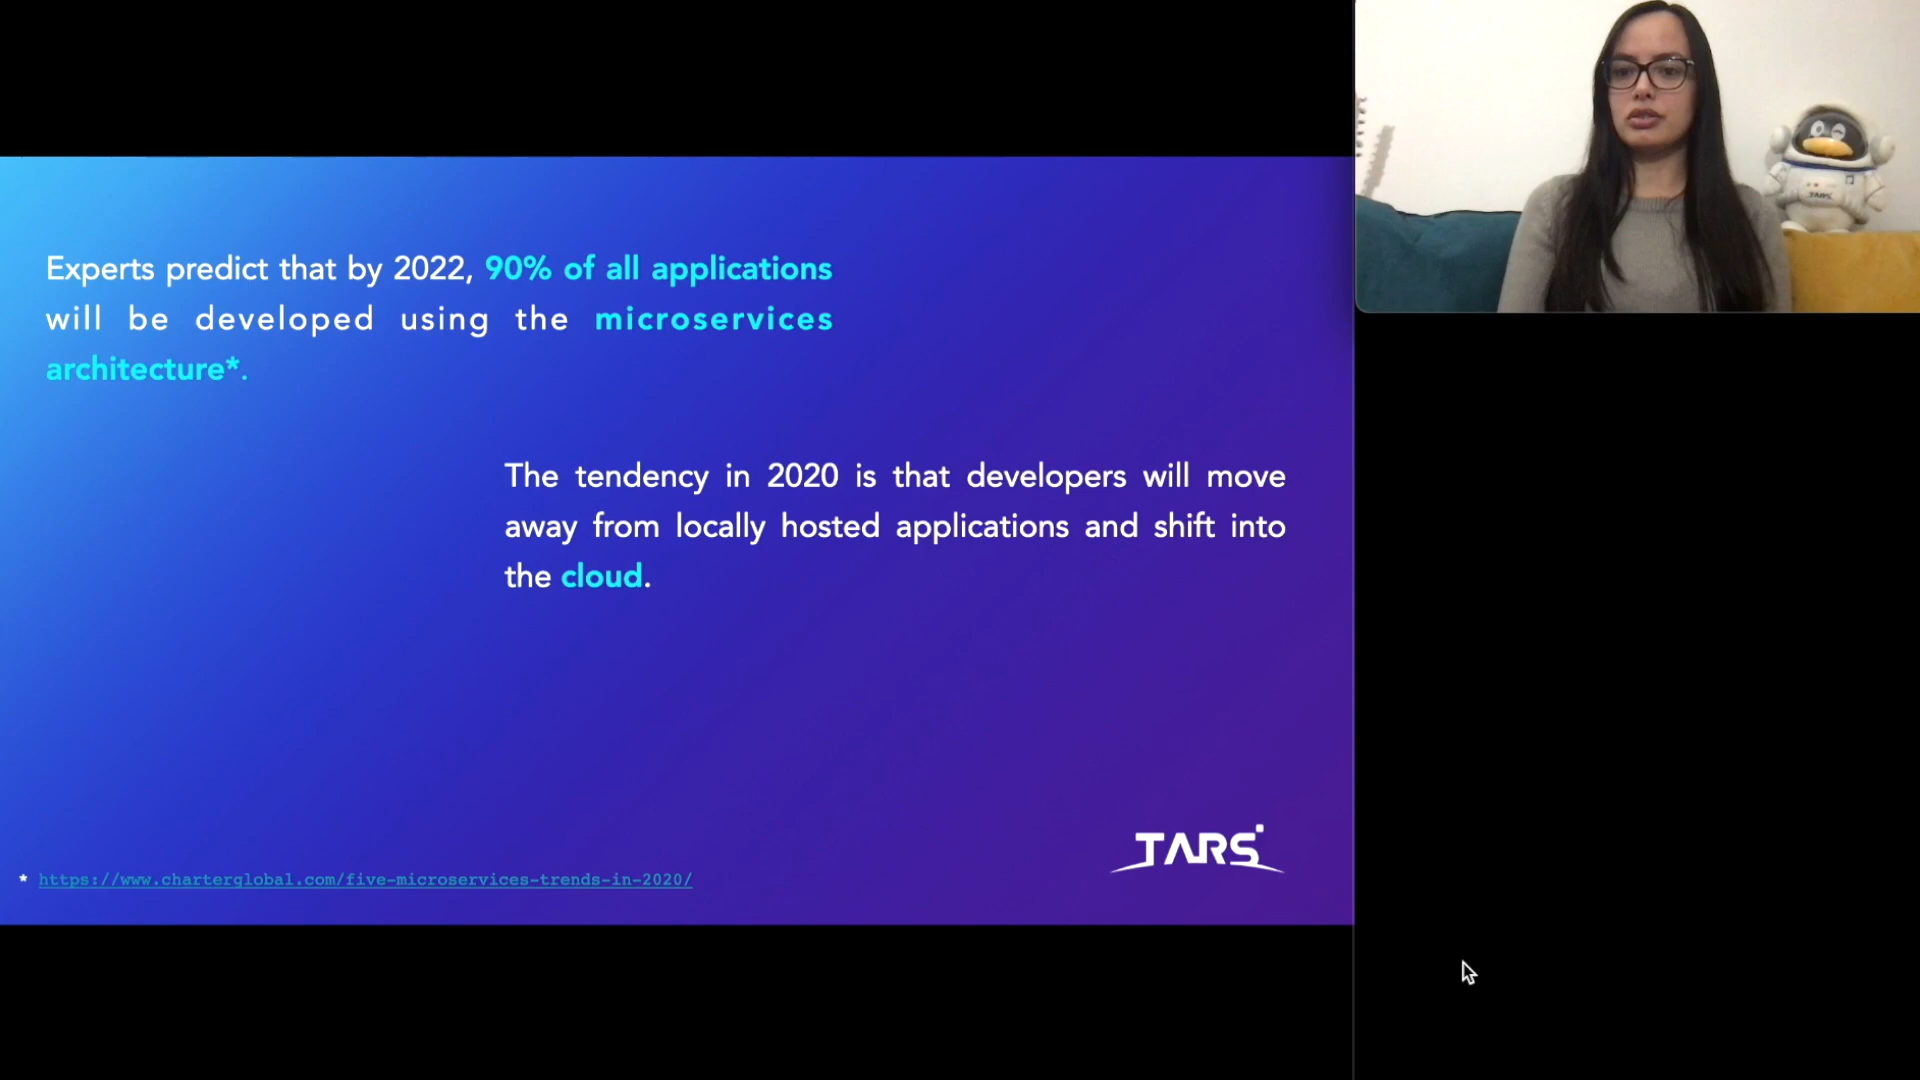 Experts predict that by 2022, 90% of all applications
will be developed using the microservices
architecture*.
The tendency in 2020 is that developers will move
away from locally hosted applications and shift into
the cloud.
TARS
* https://www.charterglobal.com/five-microservices-trends-in-2020/
TARS